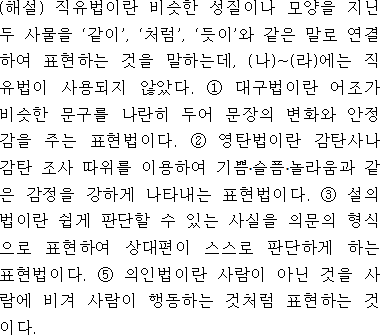 (해설) 직유법이란 비슷한 성질이나 모양을 지닌
두 사물을 ‘같이’, ‘처럼’, ‘듯이’와 같은 말로 연결
하여 표현하는 것을 말하는데, (나)~(라)에는 직
유법이 사용되지 않았다. ① 대구법이란 어조가
비슷한 문구를 나란히 두어 문장의 변화와 안정
감을 주는 표현법이다. ② 영탄법이란 감탄사나
감탄 조사 따위를 이용하여 기쁨·슬픔·놀라움과 같
은 감정을 강하게 나타내는 표현법이다. ③ 설의
법이란 쉽게 판단할 수 있는 사실을 의문의 형식
으로 표현하여 상대편이 스스로 판단하게 하는
표현법이다. ⑤ 의인법이란 사람이 아닌 것을 사
람에 비겨 사람이 행동하는 것처럼 표현하는 것
이다.